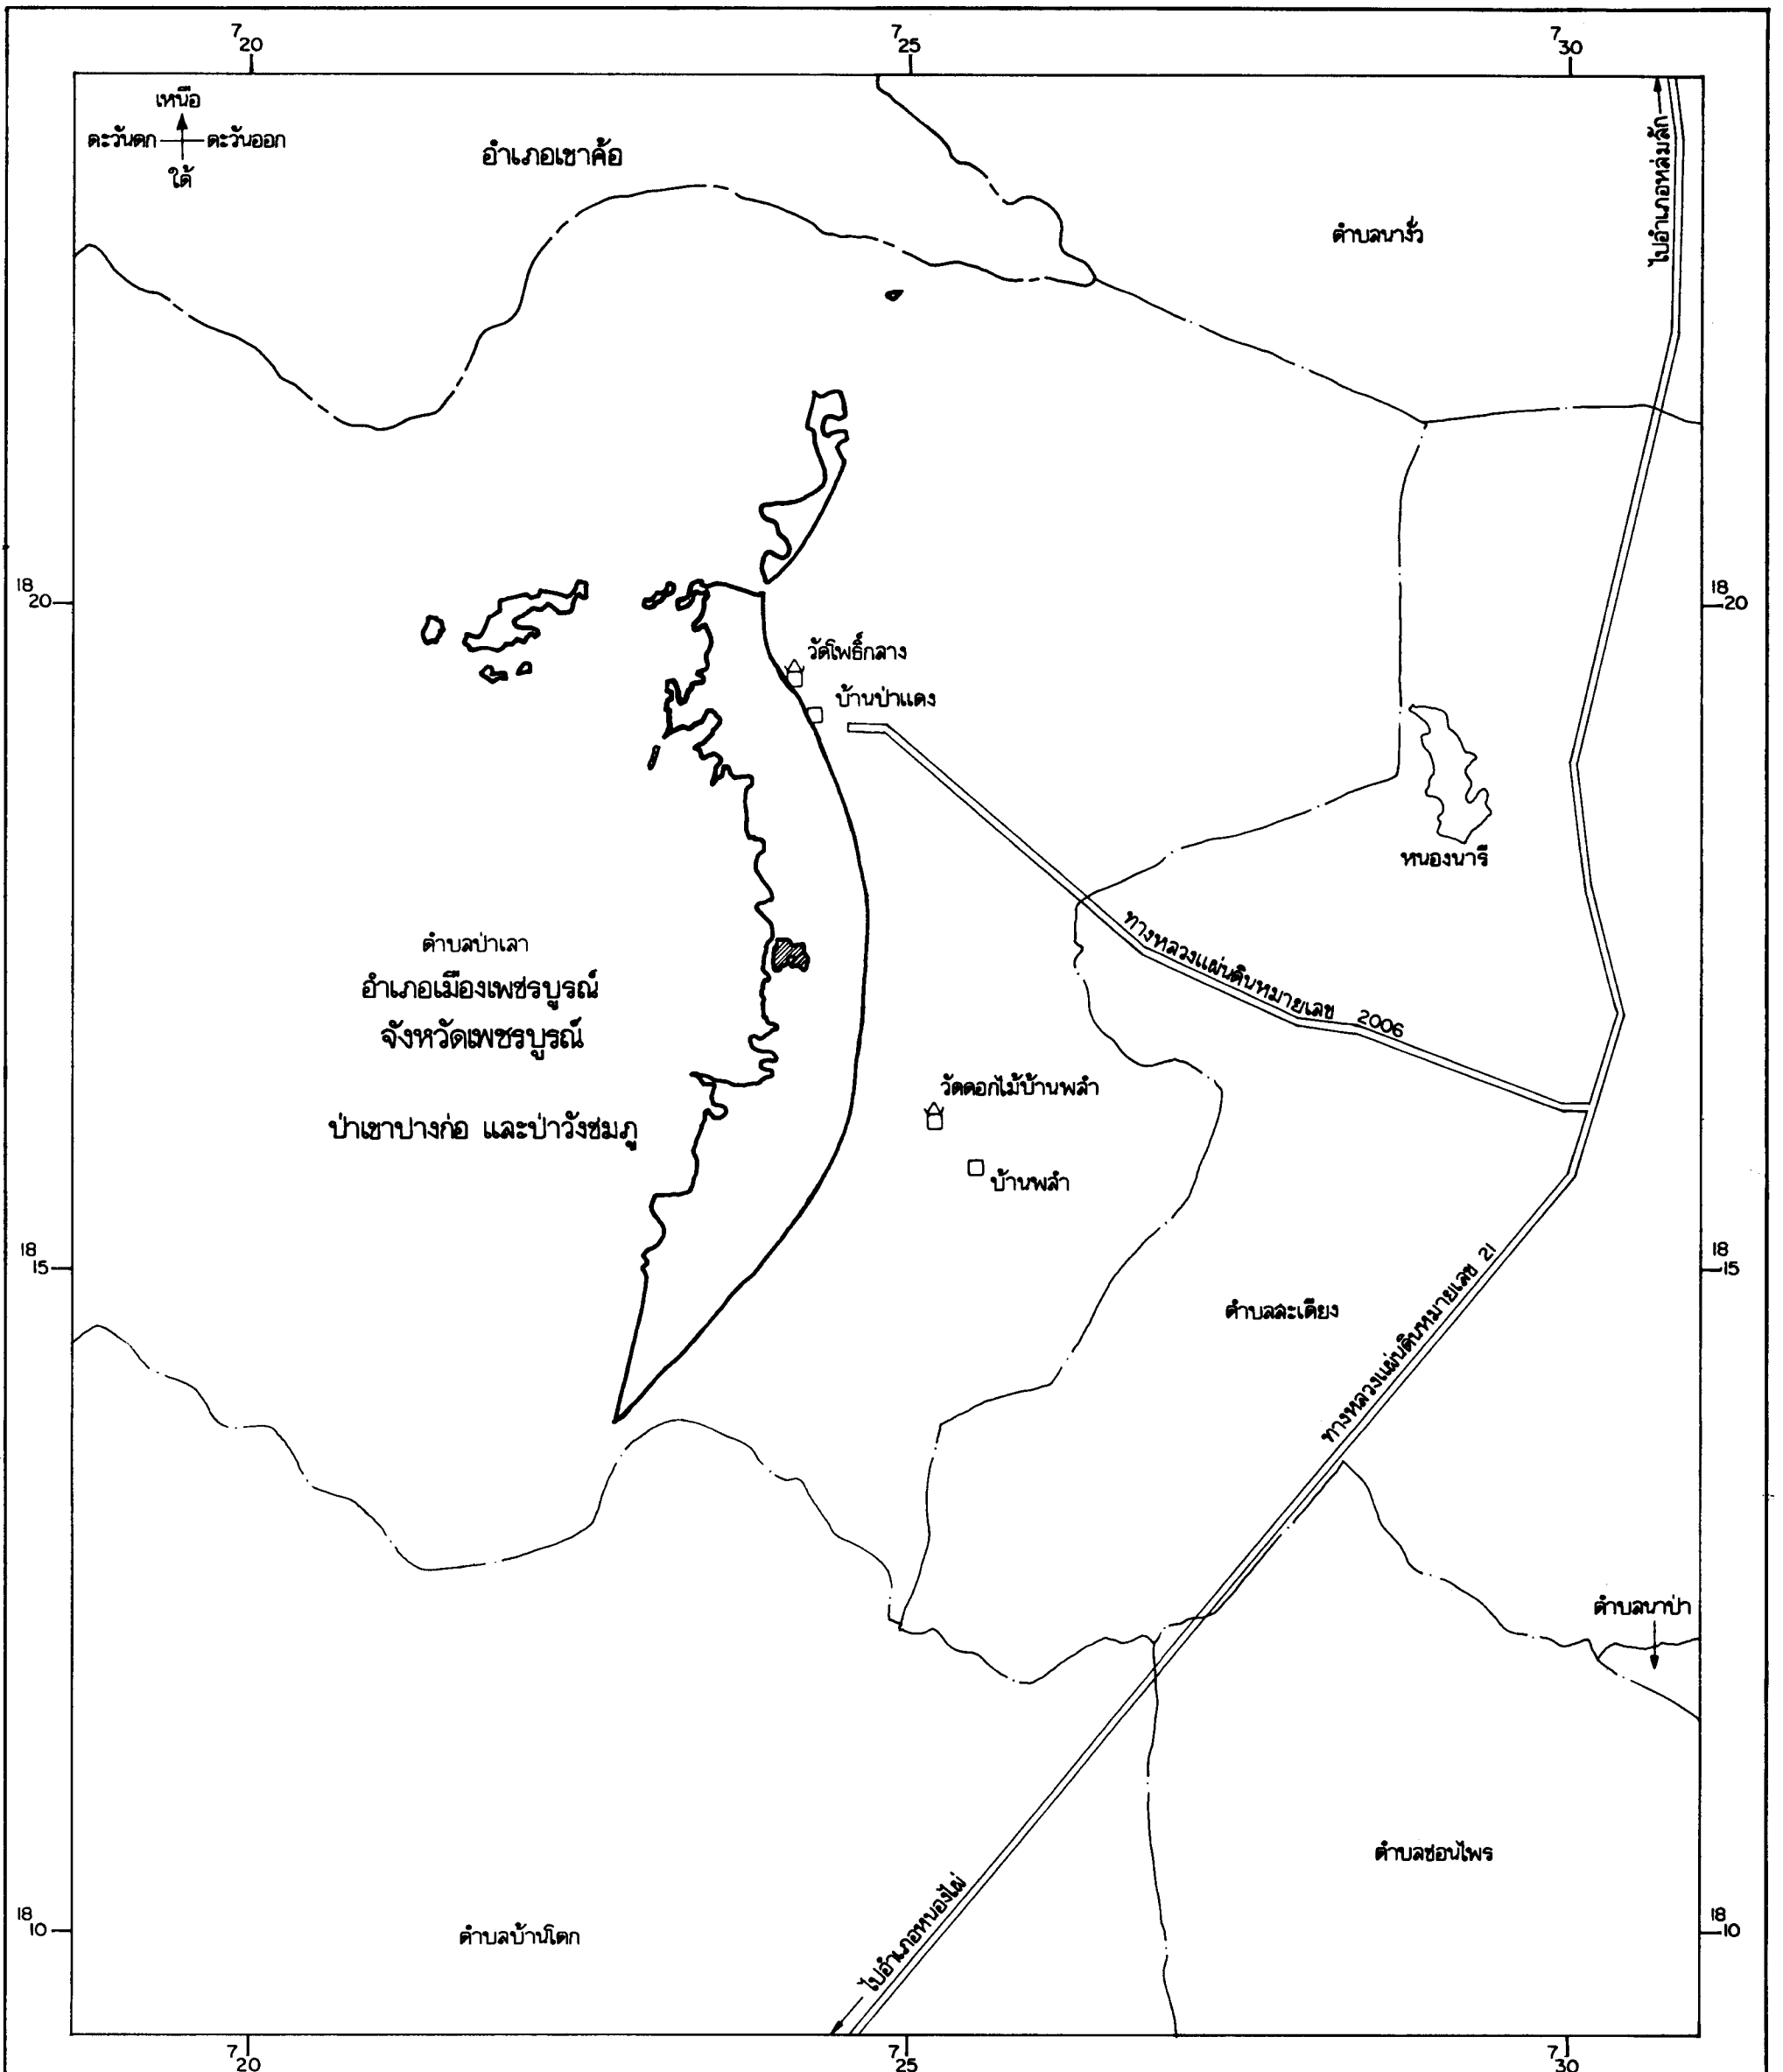 7 20
7 25
7 30
เหนือ
ตะวันตก ตะวันออก
ใต้
อำเภอเขาค้อ
ไปอำเภอหล่มสัก
ตำบลนางั่ว
18 20
18 20
วัดโพธิ์กลาง
บ้านป่าแดง
หนองนารี
ทางหลวงแผ่นดินหมายเลข 2006
ตำบลป่าเลา
อำเภอเมืองเพชรบูรณ์
จังหวัดเพชรบูรณ์
วัดดอกไม้บ้านพลำ
ป่าเขาปางก่อ และป่าวังชมภู
บ้านพลำ
18 15
18 15
ตำบลสะเดียง
ทางหลวงแผ่นดินหมายเลข 21
ตำบลนาป่า
ตำบลชอนไพร
18 10
18 10
ตำบลบ้านโตก
ไปอำเภอหนองไผ่
7 20
7 25
7 30